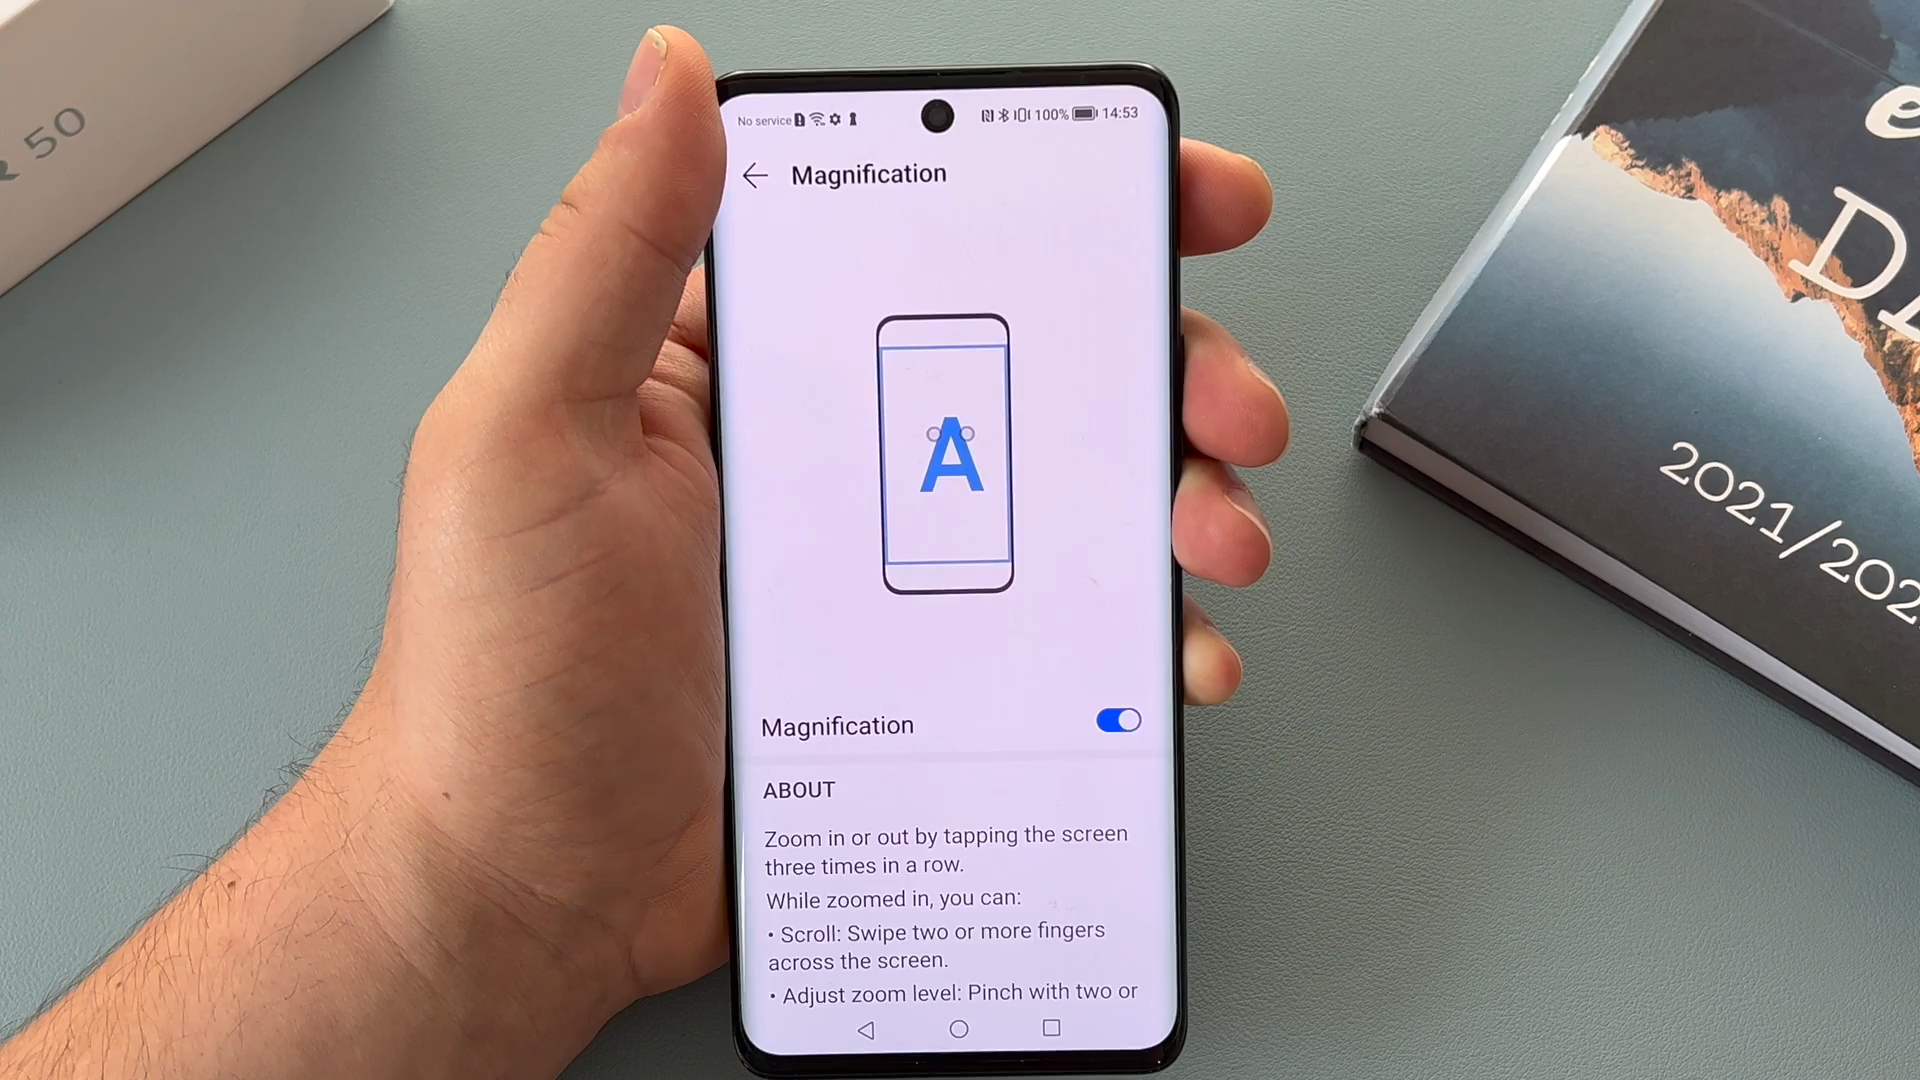 50
No service
100%
14:53
Magnification
A
Magnification
ABOUT
Zoom in or out by tapping the screen
three times in a row.
While zoomed in, you can:
• Scroll: Swipe two or more fingers
across the screen.
• Adjust zoom level: Pinch with two or
2021/202